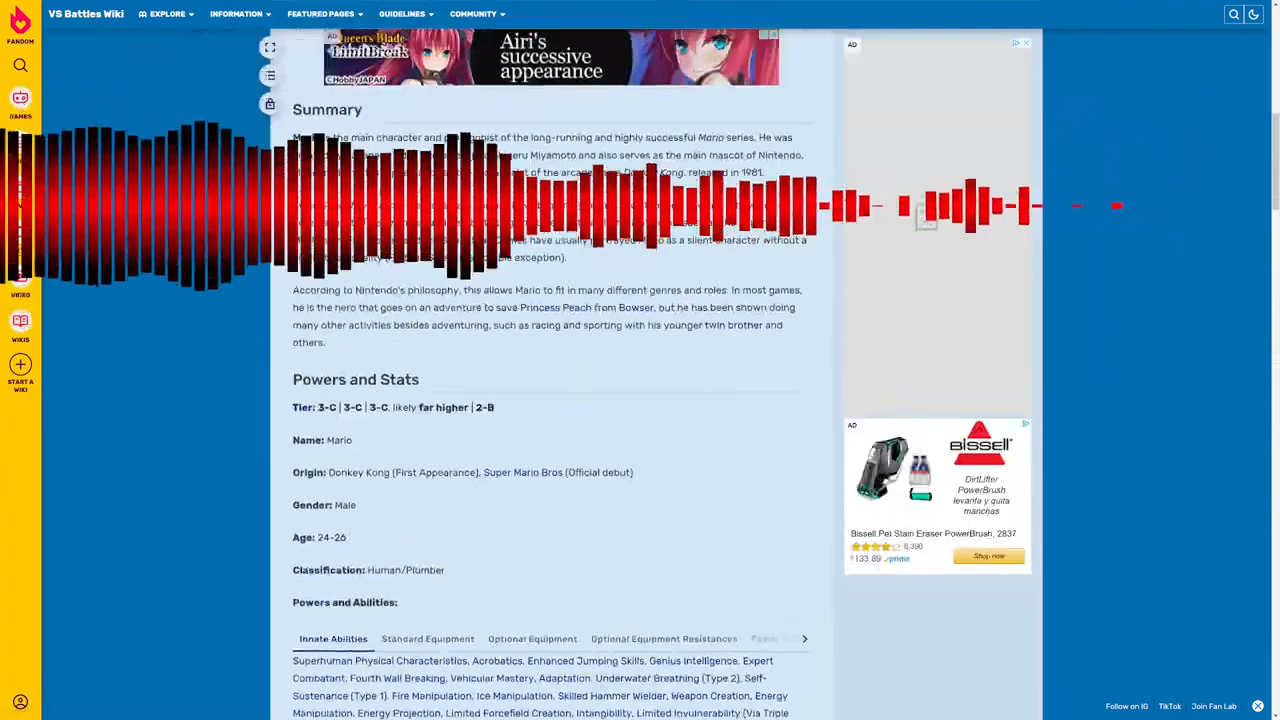 VS Battles Wiki
EXPLORE
INFORMATION
FEATURED PAGES
GUIDELINES
COMMUNITY
FANDOM
GAMES
WIKIS
START A
WIKI
AD
Queen's Blade
Limit Break
©HobbyJAPAN
Airi's
successive
appearance
AD
Summary
the main character and
of the long-running and highly successful Mario series. He was
Miyamoto and also serves as the main mascot of Nintendo,
Kong, released in 1981.
have usually
as a silent character without a
exception).
According to Nintendo's philosophy, this allows Mario to fit in many different genres and roles. In most games,
he is the hero that goes on an adventure to save Princess Peach from Bowser, but he has been shown doing
many other activities besides adventuring, such as racing and sporting with his younger twin brother and
others.
Powers and Stats
Tier: 3-C | 3-C | 3-C, likely far higher | 2-B
Name: Mario
Origin: Donkey Kong (First Appearance), Super Mario Bros (Official debut)
Gender: Male
Age: 24-26
Classification: Human/Plumber
Powers and Abilities:
Innate Abilities
Standard Equipment
Optional Equipment
Optional Equipment Resistances
Superhuman Physical Characteristics, Acrobatics, Enhanced Jumping Skills, Genius Intelligence, Expert
Combatant, Fourth Wall Breaking, Vehicular Mastery, Adaptation, Underwater Breathing (Type 2), Self-
Sustenance (Type 1), Fire Manipulation, Ice Manipulation, Skilled Hammer Wielder, Weapon Creation, Energy
Manipulation, Energy Projection, Limited Forcefield Creation, Intangibility, Limited Invulnerability (Via Triple
AD
BISSELL
DirtLifter
PowerBrush
levanta y quita
manchas
Bissell Pet Stain Eraser PowerBrush, 2837
8,390
133.89 prime
Shop now
Follow on IG
TikTok
Join Fan Lab